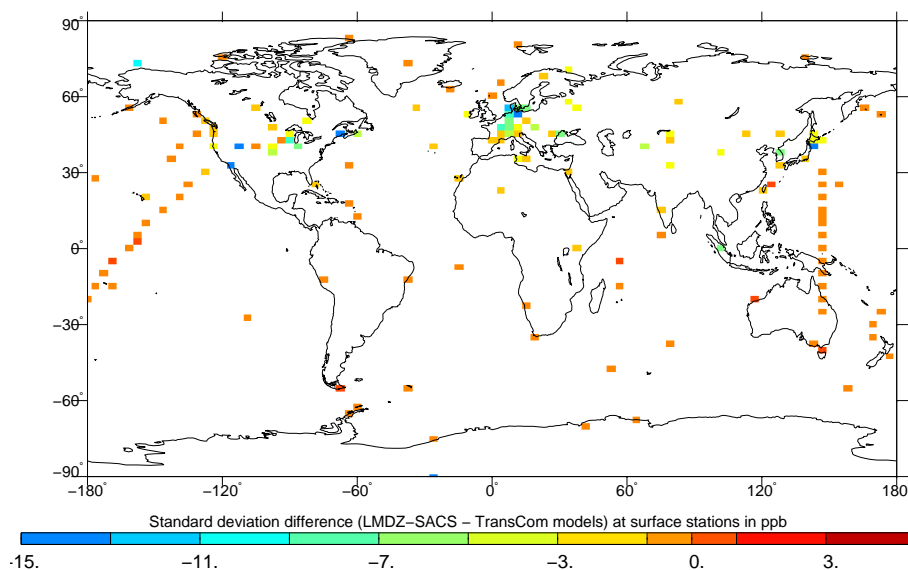 90°
60°
30°
0°
−30°
−60°
−90°
−180 −120 −60 0 60 120 180
Standard deviation difference (LMDZ−SACS − TransCom models) at surface stations in ppb
−15. −11. −7. −3. 0. 3.